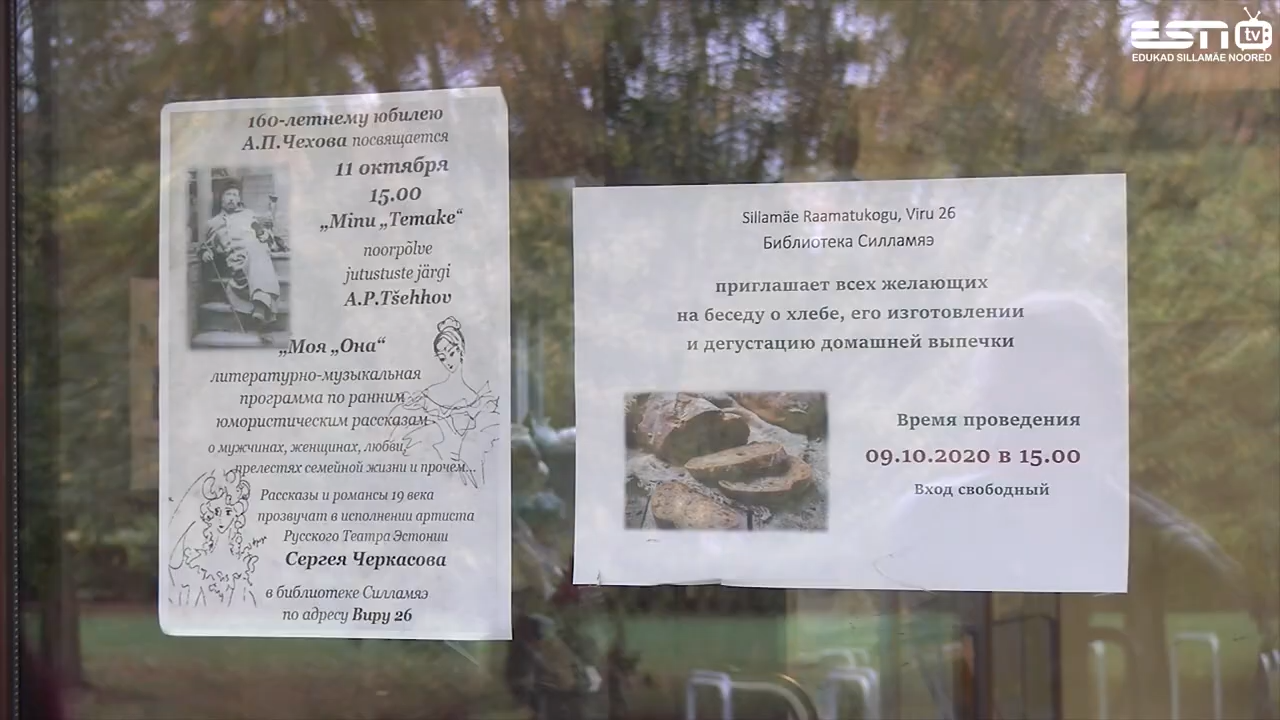 160-летнему юбилею
А.П.Чехова посвящается
11 октября
15.00
„Minu „Temake“
noorpõlve
jutustuste järgi
A.P.Tšehhov
„Моя „Она“
литературно-музыкальная
программа по ранним
юмористическим рассказам
о мужчинах, женщинах, любви,
прелестях семейной жизни и прочем...
Рассказы и романсы 19 века
прозвучат в исполнении артиста
Русского Театра Эстонии
Сергея Черкасова
в библиотеке Силламяэ
по адресу Виру 26
Sillamäe Raamatukogu, Viru 26
Библиотека Силламяэ
приглашает всех желающих
на беседу о хлебе, его изготовлении
и дегустацию домашней выпечки
Время проведения
09.10.2020 в 15.00
Вход свободный
ESN tv
EDUKAD SILLAMÄE NOORED